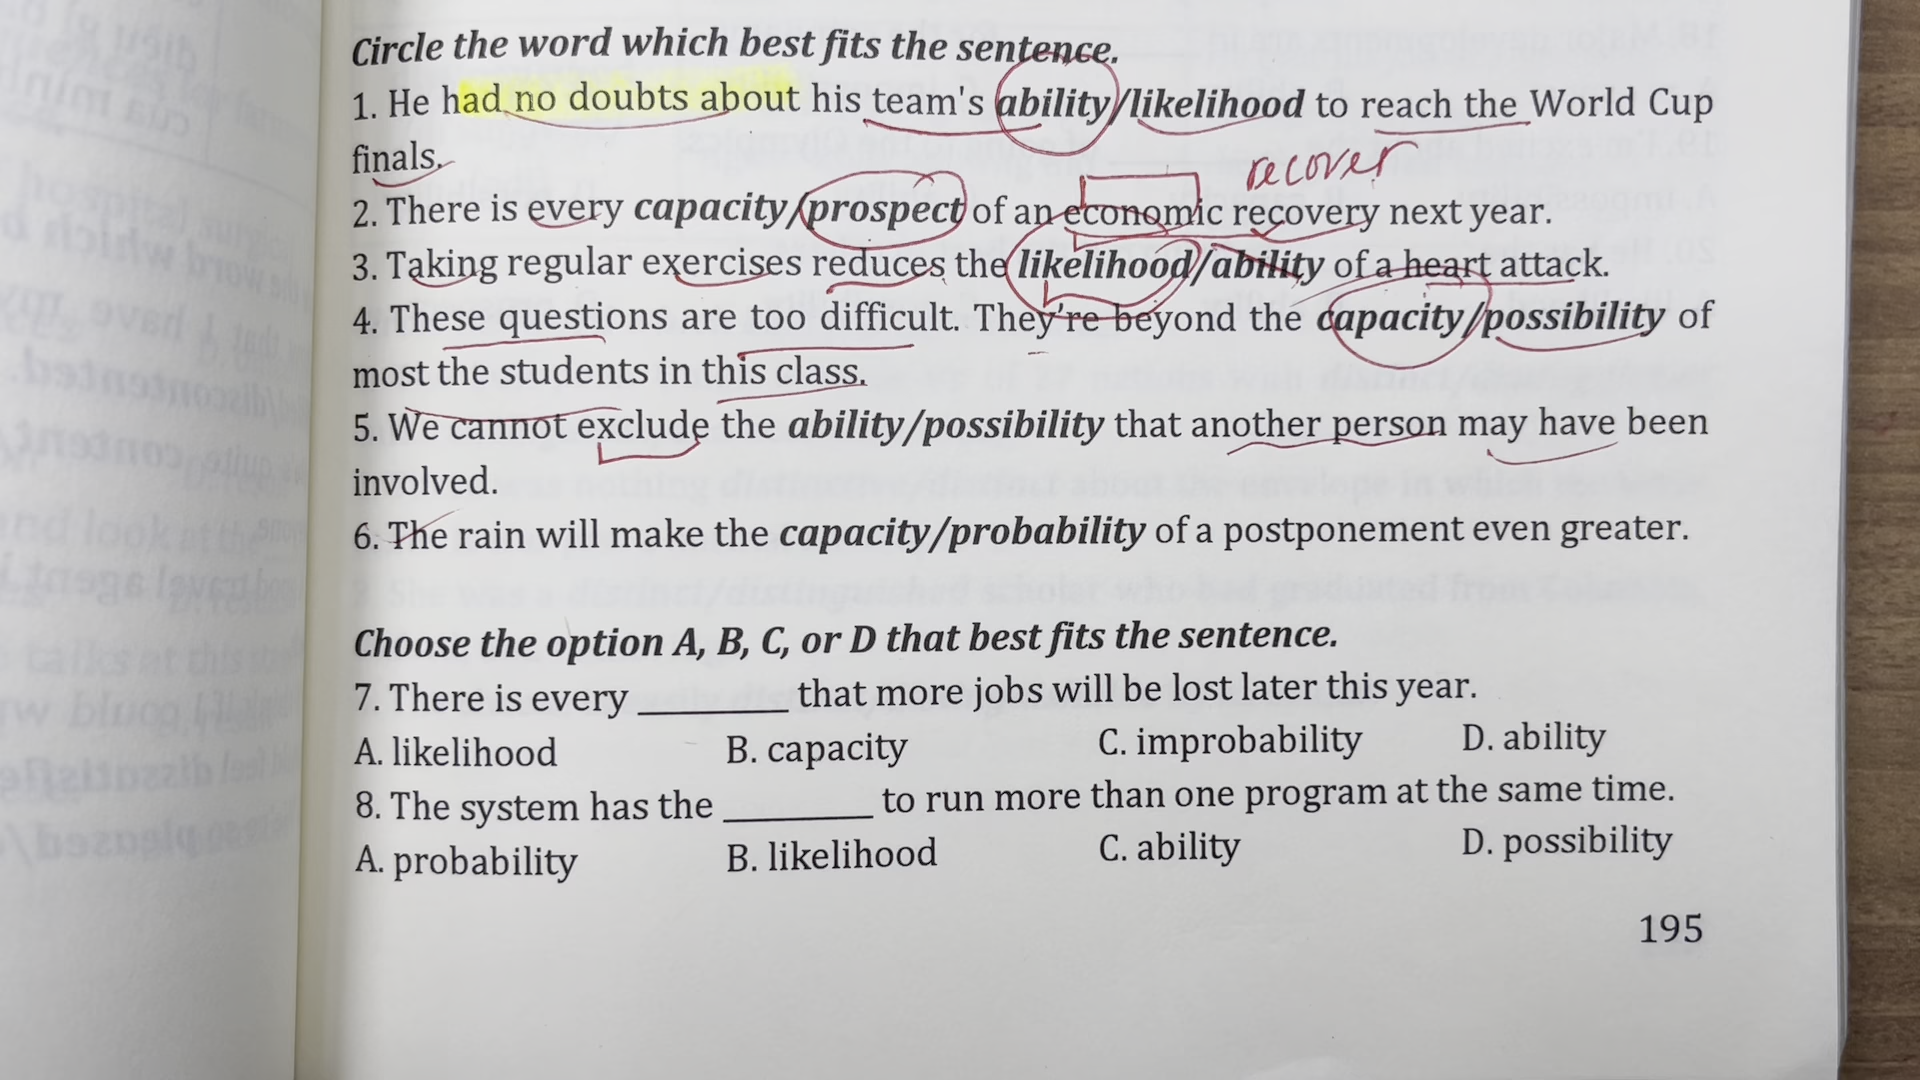 Circle the word which best fits the sentence.
1. He had no doubts about his team's ability/likelihood to reach the World Cup
finals.
recover
2. There is every capacity/prospect of an economic recovery next year.
3. Taking regular exercises reduces the likelihood/ability of a heart attack.
4. These questions are too difficult. They're beyond the capacity/possibility of
most the students in this class.
5. We cannot exclude the ability/possibility that another person may have been
involved.
6. The rain will make the capacity/probability of a postponement even greater.
Choose the option A, B, C, or D that best fits the sentence.
7. There is every ________ that more jobs will be lost later this year.
A. likelihood B. capacity C. improbability D. ability
8. The system has the ________ to run more than one program at the same time.
A. probability B. likelihood C. ability D. possibility
195